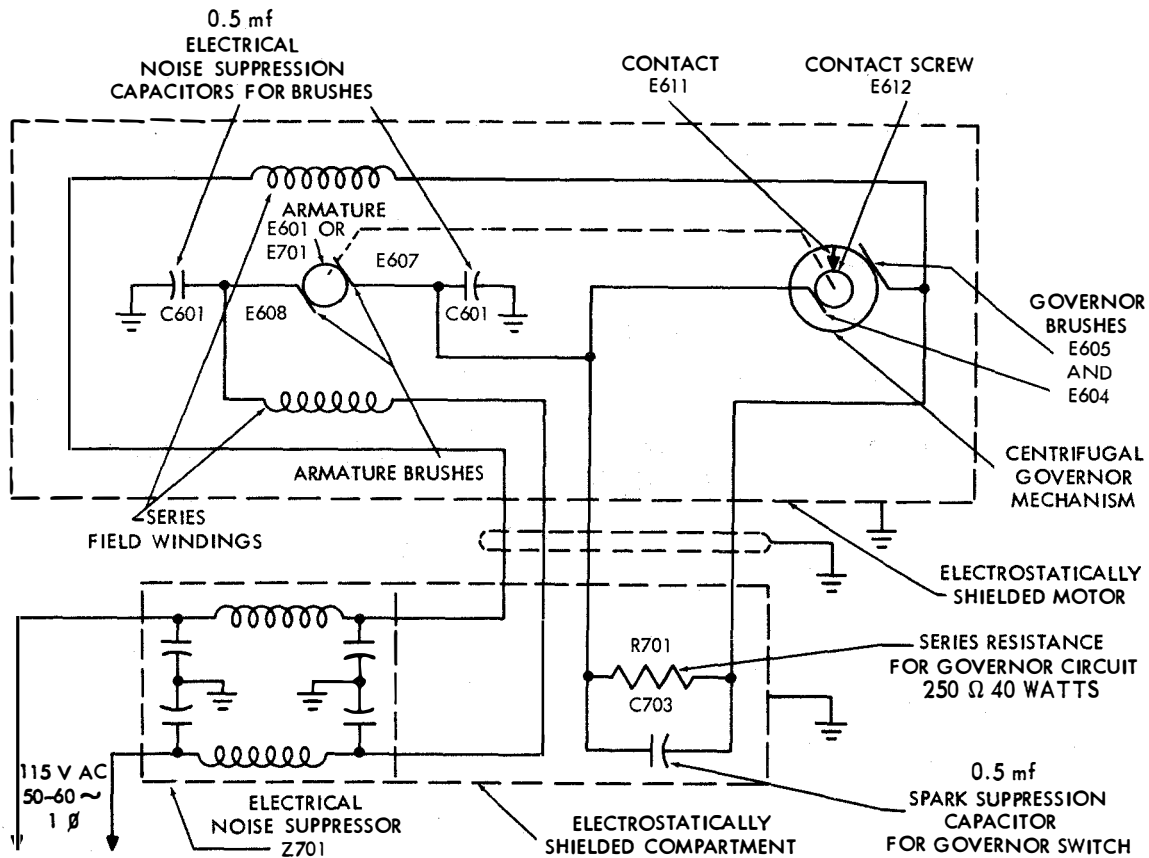 0.5 mf
ELECTRICAL
NOISE SUPPRESSION
CAPACITORS FOR BRUSHES
CONTACT
E611
CONTACT SCREW
E612
ARMATURE
E601 OR
E701
E607
C601
E608
C601
GOVERNOR
BRUSHES
E605
AND
E604
ARMATURE BRUSHES
CENTRIFUGAL
GOVERNOR
MECHANISM
SERIES
FIELD WINDINGS
ELECTROSTATICALLY
SHIELDED MOTOR
R701
C703
SERIES RESISTANCE
FOR GOVERNOR CIRCUIT
250 Ω 40 WATTS
115 V AC
50-60 ~
1 Ø
ELECTRICAL
NOISE SUPPRESSOR
Z701
ELECTROSTATICALLY
SHIELDED COMPARTMENT
0.5 mf
SPARK SUPPRESSION
CAPACITOR
FOR GOVERNOR SWITCH